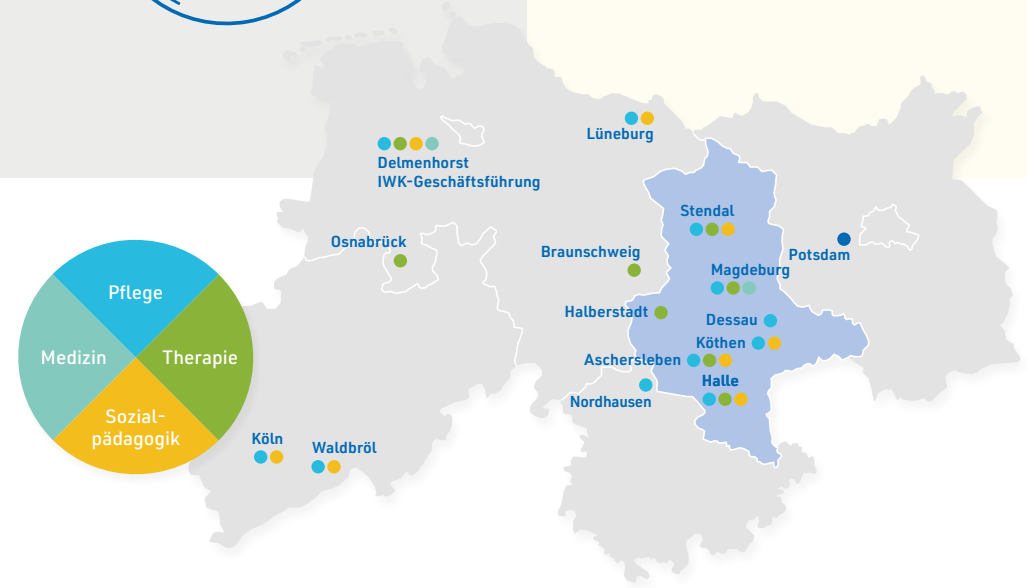 Lüneburg
Delmenhorst
IWK-Geschäftsführung
Stendal
Osnabrück
Braunschweig
Potsdam
Magdeburg
Pflege
Halberstadt
Dessau
Köthen
Medizin
Therapie
Aschersleben
Halle
Nordhausen
Sozial-
pädagogik
Köln
Waldbröl